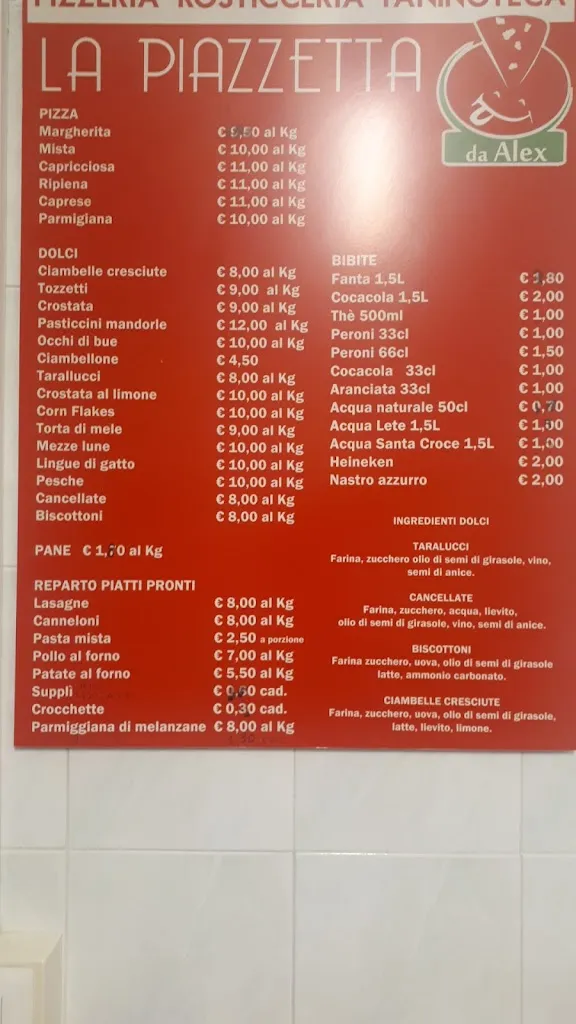 PIZZERIA ROSTICCERIA PANINOTECA
LA PIAZZETTA
da Alex
PIZZA
Margherita € 9,50 al Kg
Mista € 10,00 al Kg
Capricciosa € 11,00 al Kg
Ripiena € 11,00 al Kg
Caprese € 11,00 al Kg
Parmigiana € 10,00 al Kg
DOLCI
Ciambelle cresciute € 8,00 al Kg
Tozzetti € 9,00 al Kg
Crostata € 9,00 al Kg
Pasticcini mandorle € 12,00 al Kg
Occhi di bue € 10,00 al Kg
Ciambellone € 4,50
Tarallucci € 8,00 al Kg
Crostata al limone € 10,00 al Kg
Corn Flakes € 10,00 al Kg
Torta di mele € 9,00 al Kg
Mezze lune € 10,00 al Kg
Lingue di gatto € 10,00 al Kg
Pesche € 10,00 al Kg
Cancellate € 8,00 al Kg
Biscottoni € 8,00 al Kg
PANE € al Kg
REPARTO PIATTI PRONTI
Lasagne € 8,00 al Kg
Canneloni € 8,00 al Kg
Pasta mista € 2,50 a porzione
Pollo al forno € 7,00 al Kg
Patate al forno € 5,50 al Kg
Supplì € cad.
Crocchette € 0,30 cad.
Parmiggiana di melanzane € 8,00 al Kg
BIBITE
Fanta 1,5L €
Cocacola 1,5L € 2,00
Thè 500ml € 1,00
Peroni 33cl € 1,00
Peroni 66cl € 1,50
Cocacola 33cl € 1,00
Aranciata 33cl € 1,00
Acqua naturale 50cl €
Acqua Lete 1,5L €
Acqua Santa Croce 1,5L € 1,00
Heineken € 2,00
Nastro azzurro € 2,00
INGREDIENTI DOLCI
TARALUCCI
Farina, zucchero olio di semi di girasole, vino,
semi di anice.
CANCELLATE
Farina, zucchero, acqua, lievito,
olio di semi di girasole, vino, semi di anice.
BISCOTTONI
Farina zucchero, uova, olio di semi di girasole
latte, ammonio carbonato.
CIAMBELLE CRESCIUTE
Farina, zucchero, uova, olio di semi di girasole,
latte, lievito, limone.